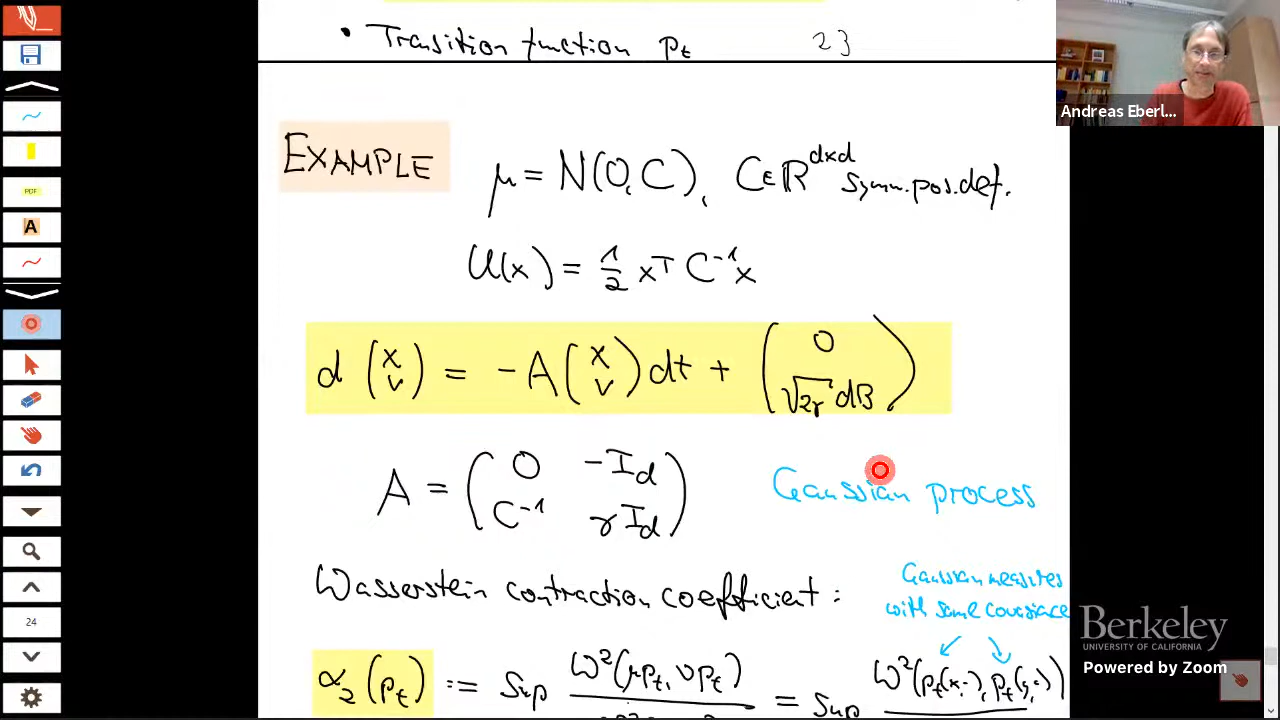 • Transition function p_t 23
Andreas Eberl...
EXAMPLE μ = N(0,C), C∈ℝ^{d×d} symm. pos. def.
U(x) = 1/2 x^T C^{-1} x
d (x v) = -A (x v) dt + (0 √2γ dB)
A = (0 -I_d
C^{-1} γI_d) Gaussian process
Wasserstein contraction coefficient :
Gaussian measures
with same covariance
α_2(p_t) := sup W²(μp_t, νp_t) = sup W²(p_t(x,·), p_t(y,·))
PDF
A
24
Berkeley
UNIVERSITY OF CALIFORNIA
Powered by Zoom